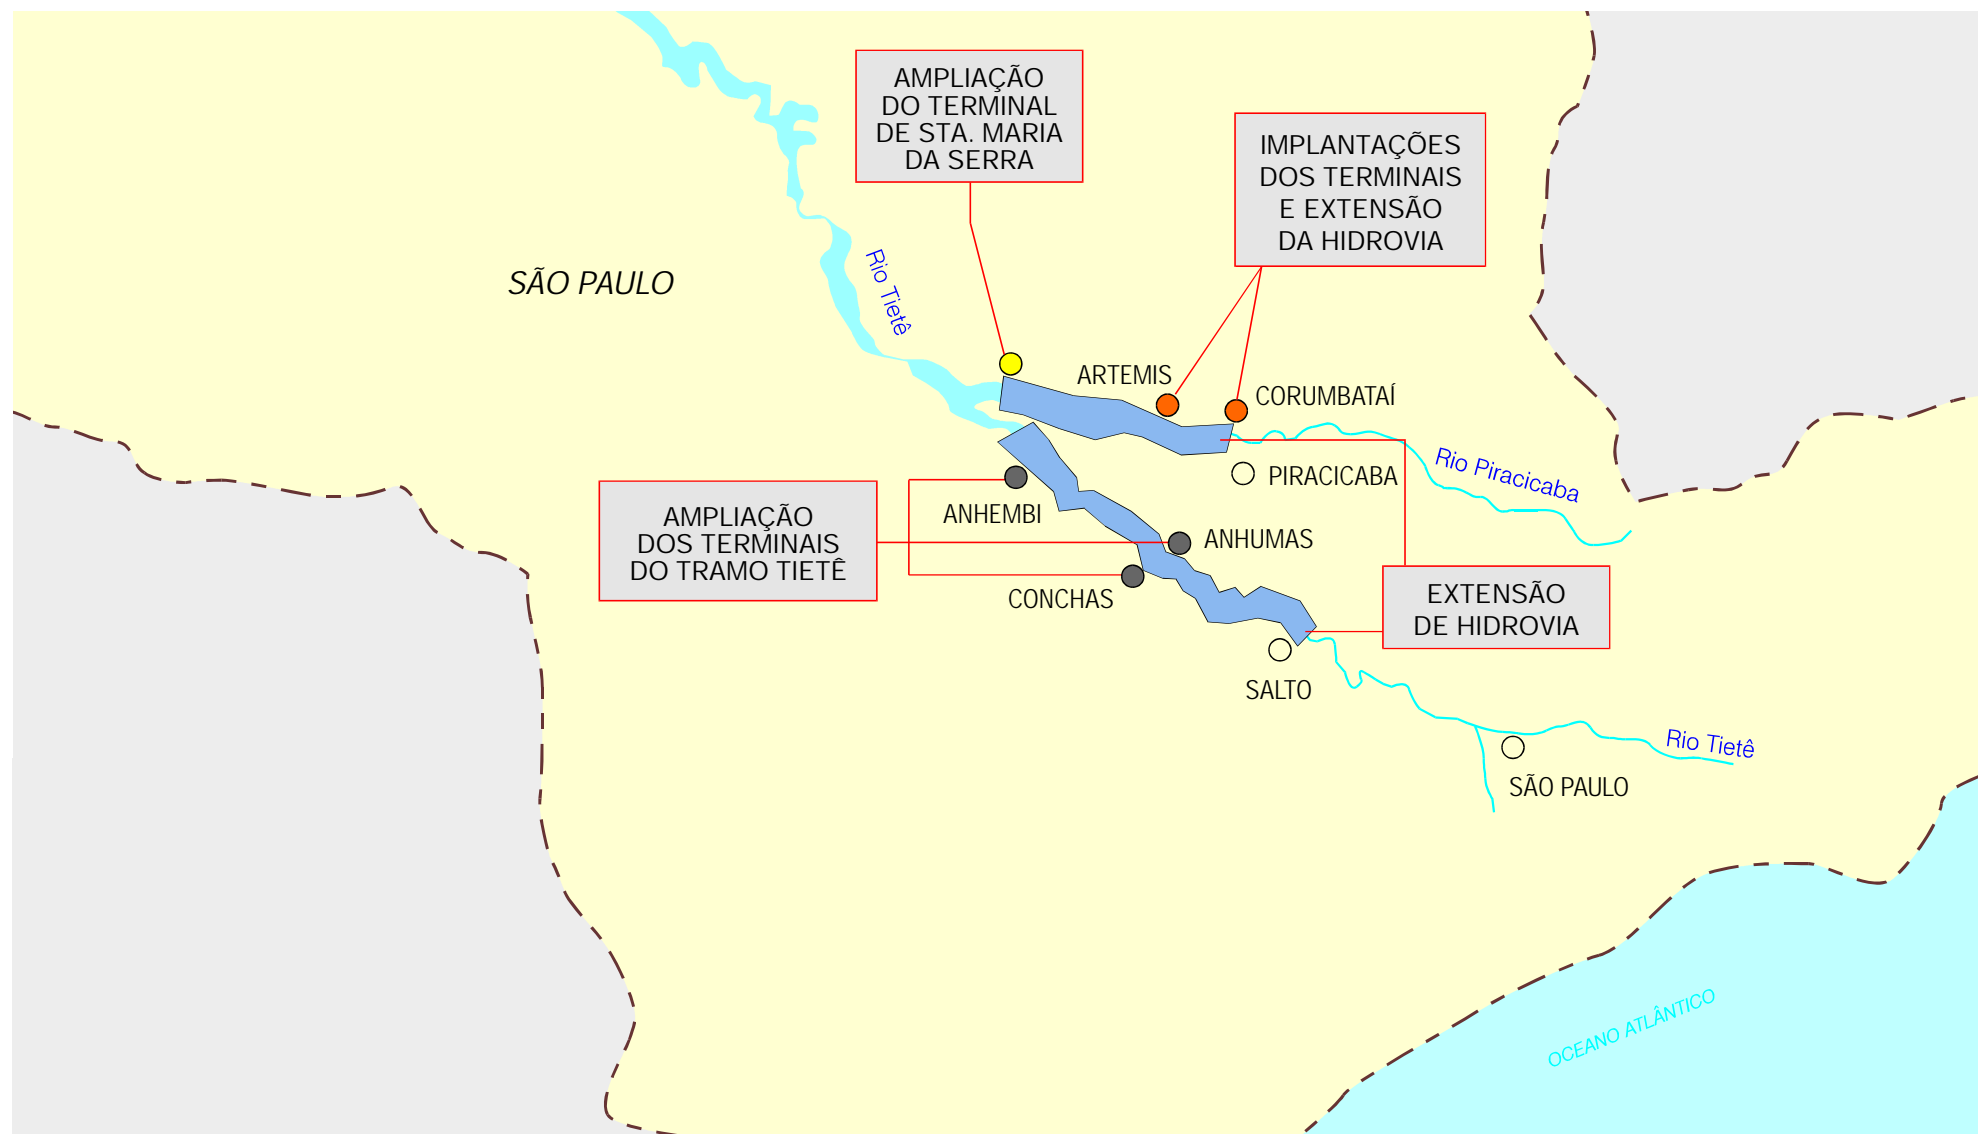 AMPLIAÇÃO
DO TERMINAL
DE STA. MARIA
DA SERRA
IMPLANTAÇÕES
DOS TERMINAIS
E EXTENSÃO
DA HIDROVIA
SÃO PAULO
Rio Tietê
ARTEMIS
CORUMBATAÍ
Rio Piracicaba
PIRACICABA
ANHEMBI
AMPLIAÇÃO
DOS TERMINAIS
DO TRAMO TIETÊ
ANHUMAS
CONCHAS
EXTENSÃO
DE HIDROVIA
SALTO
Rio Tietê
SÃO PAULO
OCEANO ATLÂNTICO